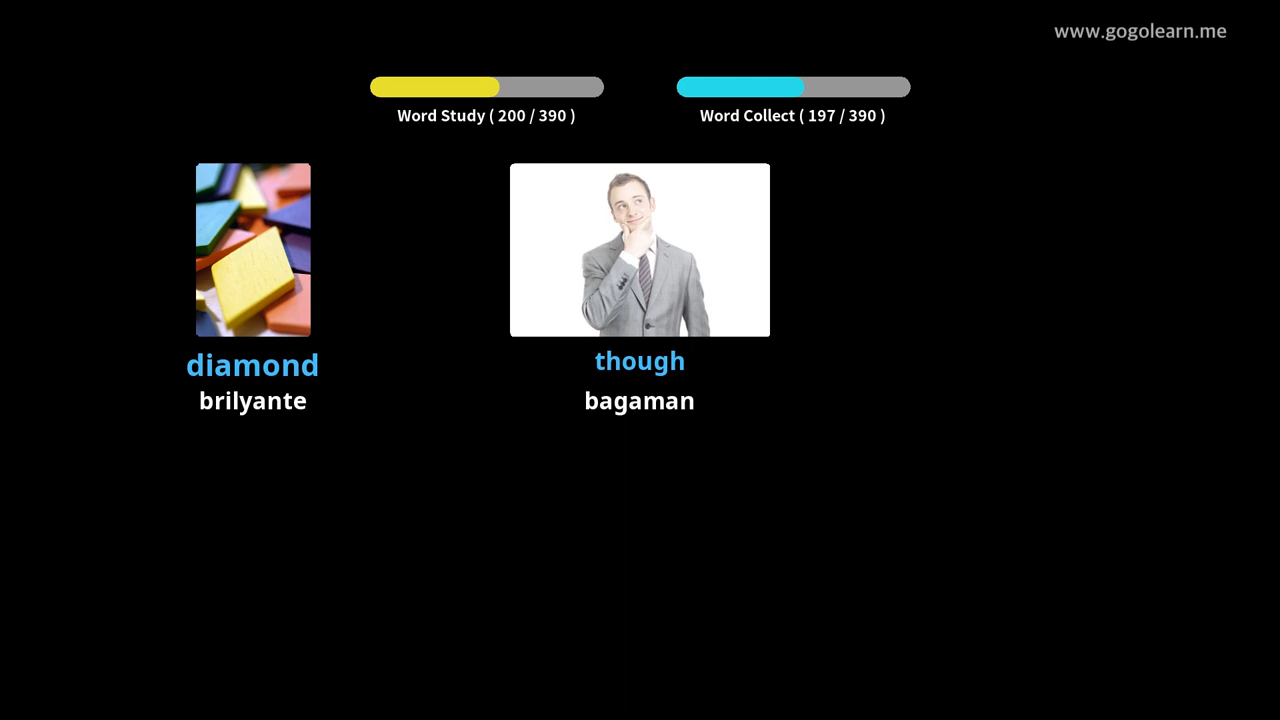 www.gogolearn.me
Word Study ( 200 / 390 )
Word Collect ( 197 / 390 )
diamond
brilyante
though
bagaman